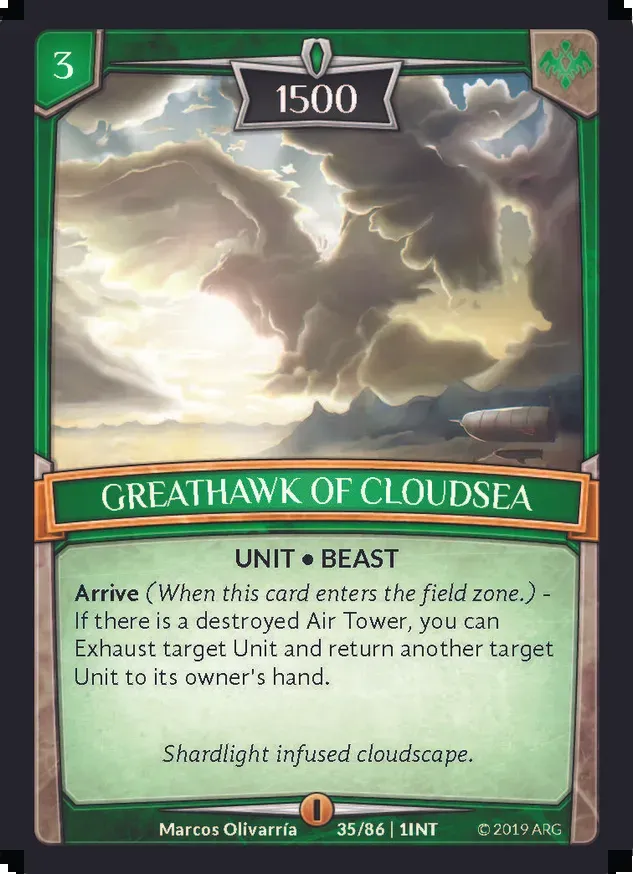 3
1500
GREATHAWK OF CLOUDSEA
UNIT • BEAST
Arrive (When this card enters the field zone.) -
If there is a destroyed Air Tower, you can
Exhaust target Unit and return another target
Unit to its owner's hand.
Shardlight infused cloudscape.
Marcos Olivarría 35/86 | 1INT © 2019 ARG